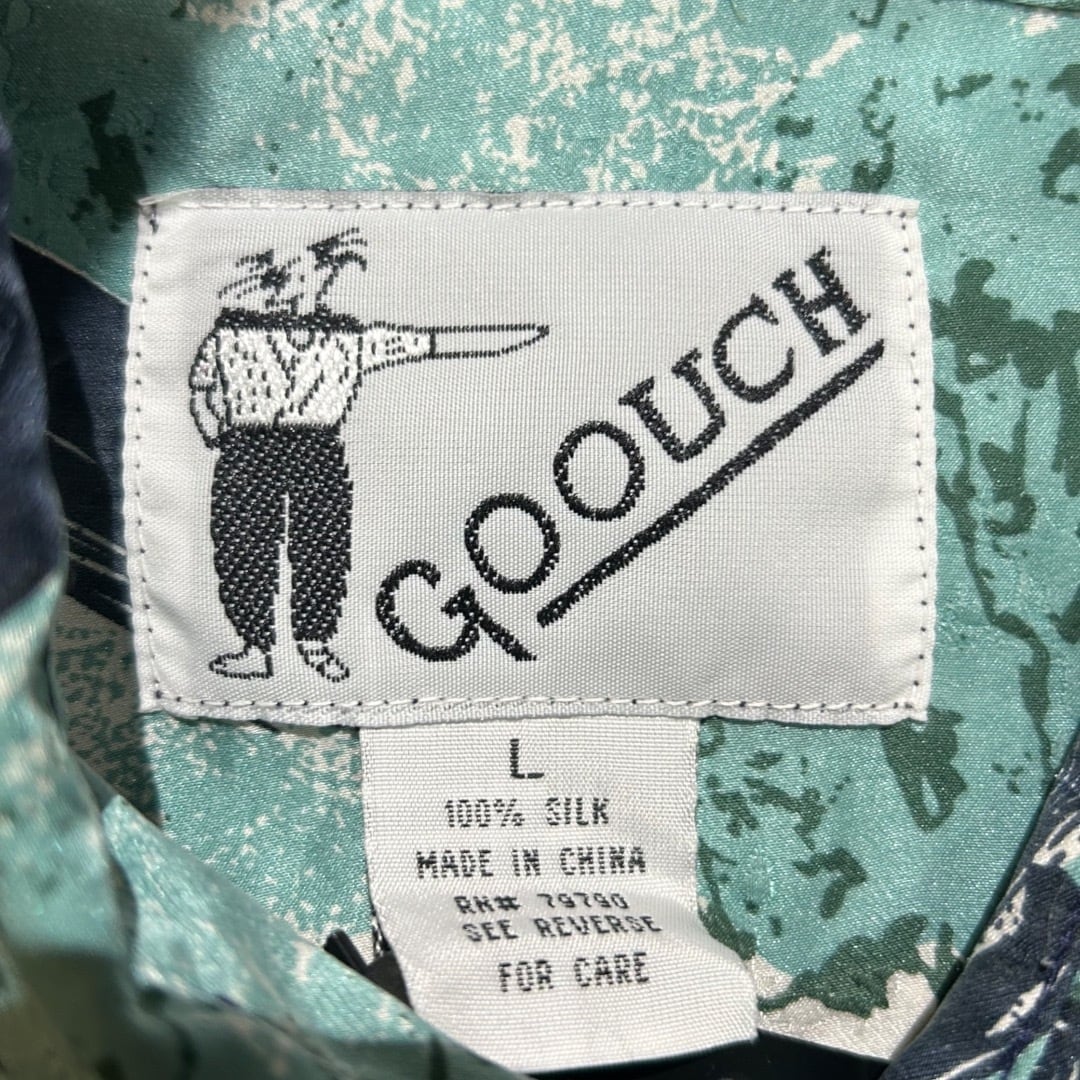 GOOUCH
L
100% SILK
MADE IN CHINA
RN# 79790
SEE REVERSE
FOR CARE